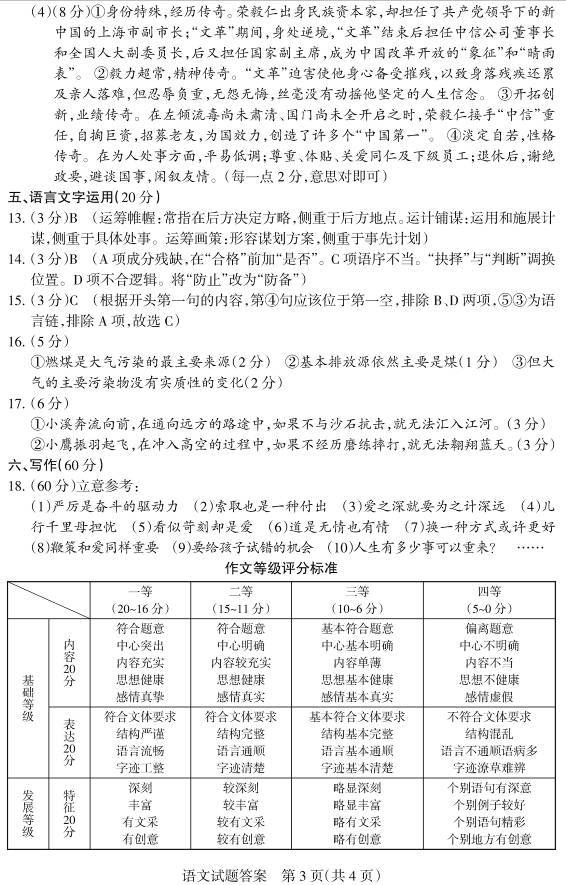 (4)(8分)①身份特殊,经历传奇。荣毅仁出身民族资本家,却担任了共产党领导下的新
中国的上海市副市长;“文革”期间,身处逆境,“文革”结束后担任中信公司董事长
和全国人大副委员长,后又担任国家副主席,成为中国改革开放的“象征”和“晴雨
表”。 ②毅力超常,精神传奇。“文革”迫害使他身心备受摧残,以致身落残疾还累
及亲人落难,但忍辱负重,无怨无悔,丝毫没有动摇他坚定的人生信念。 ③开拓创
新,业绩传奇。在左倾流毒尚未肃清、国门尚未全开启之时,荣毅仁接手“中信”重
任,自掏巨资,招募老友,为国效力,创造了许多个“中国第一”。 ④淡定自若,性格
传奇。在为人处事方面,平易低调;尊重、体贴、关爱同仁及下级员工;退休后,谢绝
政要,避谈国事,闲叙友情。(每一点2分,意思对即可)
五、语言文字运用(20分)
13.(3分)B (运筹帷幄:常指在后方决定方略,侧重于后方地点。运计铺谋:运用和施展计
谋,侧重于具体处事。运筹画策:形容谋划方案,侧重于事先计划)
14.(3分)B (A项成分残缺,在“合格”前加“是否”。C项语序不当。“抉择”与“判断”调换
位置。D项不合逻辑。将“防止”改为“防备”)
15.(3分)C (根据开头第一句的内容,第④句应该位于第一空,排除B、D两项,⑤③为语
言链,排除A项,故选C)
16.(5分)
①燃煤是大气污染的最主要来源(2分) ②基本排放源依然主要是煤(1分) ③但大
气的主要污染物没有实质性的变化(2分)
17.(6分)
①小溪奔流向前,在通向远方的路途中,如果不与沙石抗击,就无法汇入江河。(3分)
②小鹰振羽起飞,在冲入高空的过程中,如果不经历磨练摔打,就无法翱翔蓝天。(3分)
六、写作(60分)
18.(60分)立意参考:
(1)严厉是奋斗的驱动力 (2)索取也是一种付出 (3)爱之深就要为之计深远 (4)儿
行千里母担忧 (5)看似苛刻却是爱 (6)道是无情也有情 (7)换一种方式或许更好
(8)鞭策和爱同样重要 (9)要给孩子试错的机会 (10)人生有多少事可以重来? ……
作文等级评分标准
一等 二等 三等 四等
(20~16分) (15~11分) (10~6分) (5~0分)
基础等级
内容20分
符合题意 符合题意 基本符合题意 偏离题意
中心突出 中心明确 中心基本明确 中心不明确
内容充实 内容较充实 内容单薄 内容不当
思想健康 思想健康 思想基本健康 思想不健康
感情真挚 感情真实 感情基本真实 感情虚假
表达20分
符合文体要求 符合文体要求 基本符合文体要求 不符合文体要求
结构严谨 结构完整 结构基本完整 结构混乱
语言流畅 语言通顺 语言基本通顺 语言不通顺语病多
字迹工整 字迹清楚 字迹基本清楚 字迹潦草难辨
发展等级
特征20分
深刻 较深刻 略显深刻 个别语句有深意
丰富 较丰富 略显丰富 个别例子较好
有文采 较有文采 略有文采 个别语句精彩
有创意 较有创意 略有创意 个别地方有创意
语文试题答案 第3页(共4页)